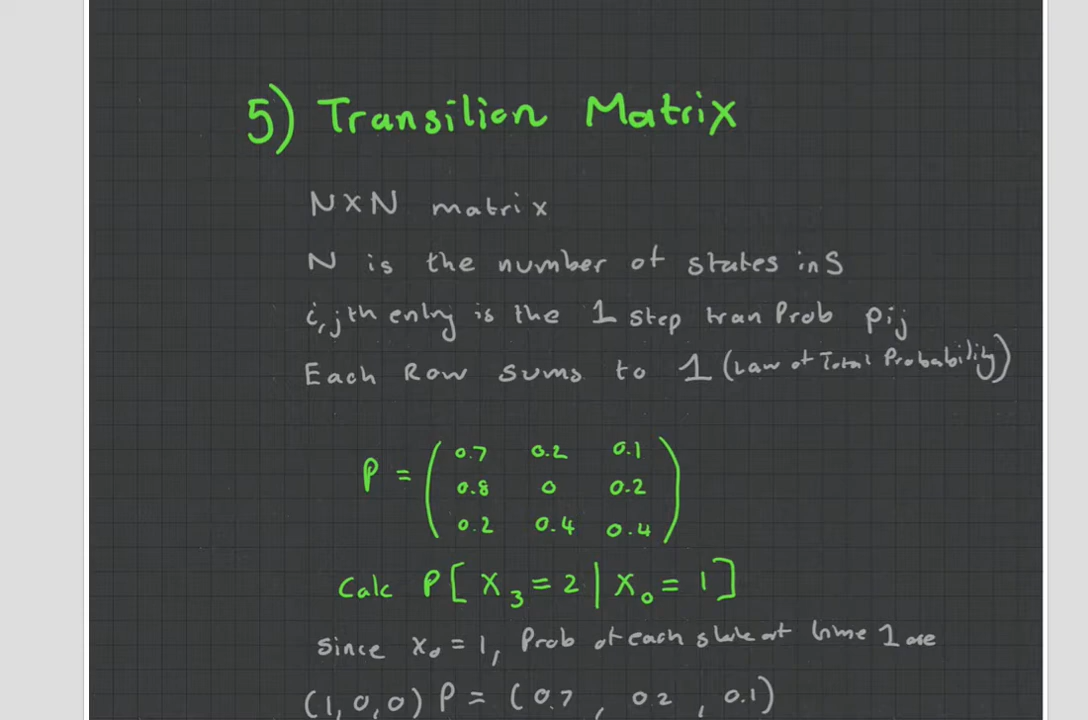 5) Transition Matrix
N×N matrix
N is the number of states in S
i,jth entry is the 1 step tran Prob pij
Each Row sums to 1 (Law of Total Probability)
P = ( 0.7 0.2 0.1
0.8 0 0.2
0.2 0.4 0.4 )
Calc P[X₃ = 2 | X₀ = 1]
since X₀ = 1, Prob of each state at time 1 are
(1,0,0) P = (0.7, 0.2, 0.1)